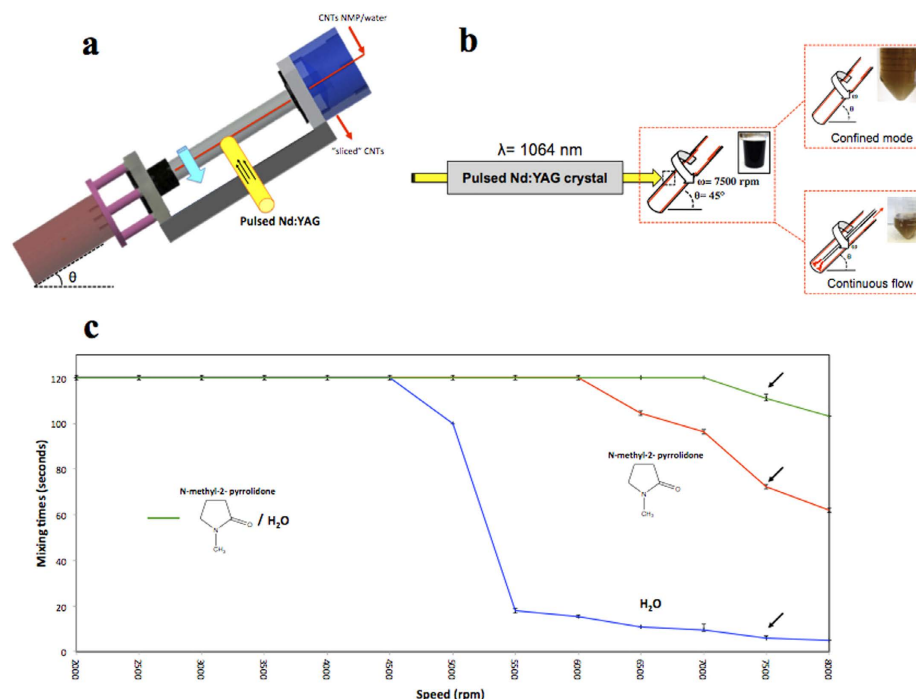 a
CNTs NMP/water
"sliced" CNTs
Pulsed Nd:YAG
θ
b
λ= 1064 nm
Pulsed Nd:YAG crystal
ω
θ
ω= 7500 rpm
θ= 45°
Confined mode
ω
θ
Continuous flow
c
Mixing times (seconds)
120
100
80
60
40
20
0
N-methyl-2- pyrrolidone
N
O
CH₃
/ H₂O
N-methyl-2- pyrrolidone
N
O
CH₃
H₂O
2000 2500 3000 3500 4000 4500 5000 5500 6000 6500 7000 7500 8000
Speed (rpm)